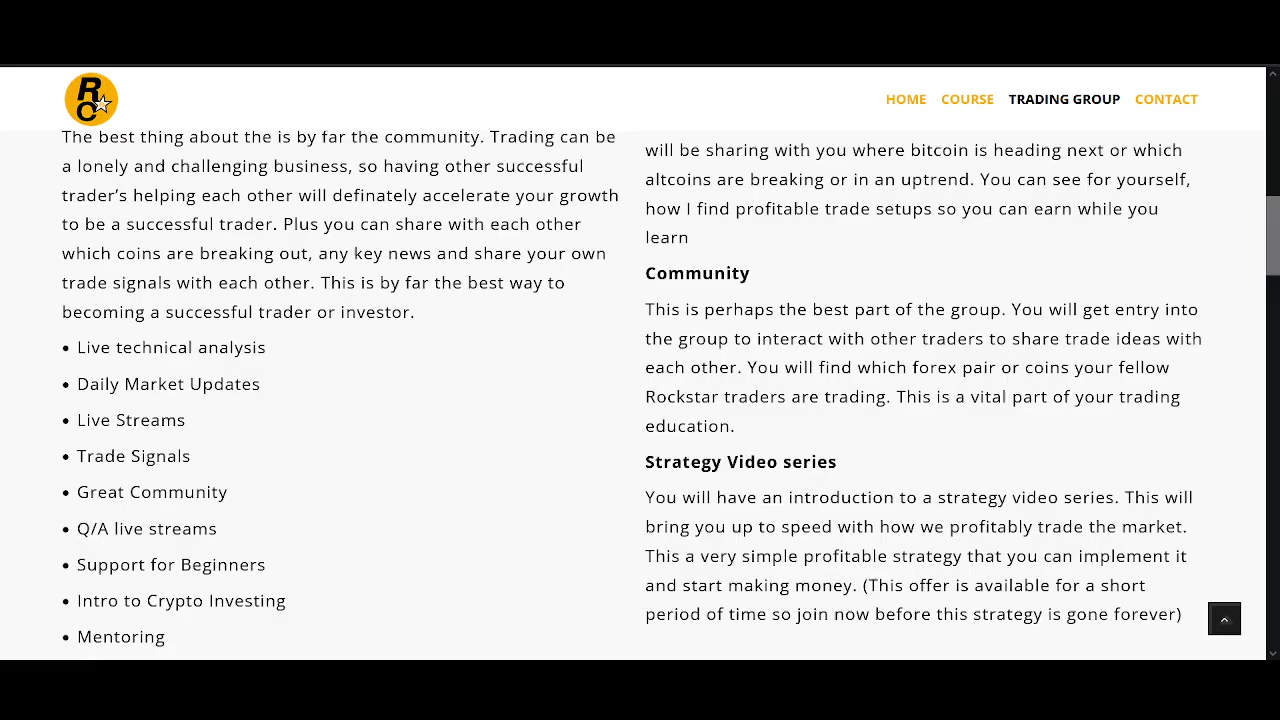 RC
HOME COURSE TRADING GROUP CONTACT
The best thing about the is by far the community. Trading can be
a lonely and challenging business, so having other successful
trader’s helping each other will definately accelerate your growth
to be a successful trader. Plus you can share with each other
which coins are breaking out, any key news and share your own
trade signals with each other. This is by far the best way to
becoming a successful trader or investor.
• Live technical analysis
• Daily Market Updates
• Live Streams
• Trade Signals
• Great Community
• Q/A live streams
• Support for Beginners
• Intro to Crypto Investing
• Mentoring
will be sharing with you where bitcoin is heading next or which
altcoins are breaking or in an uptrend. You can see for yourself,
how I find profitable trade setups so you can earn while you
learn
Community
This is perhaps the best part of the group. You will get entry into
the group to interact with other traders to share trade ideas with
each other. You will find which forex pair or coins your fellow
Rockstar traders are trading. This is a vital part of your trading
education.
Strategy Video series
You will have an introduction to a strategy video series. This will
bring you up to speed with how we profitably trade the market.
This a very simple profitable strategy that you can implement it
and start making money. (This offer is available for a short
period of time so join now before this strategy is gone forever)